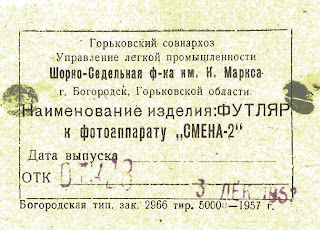 Горьковский совнархоз
Управление легкой промышленности
Шорно-Седельная ф-ка им. К. Маркса
г. Богородск, Горьковской области.
Наименование изделия: ФУТЛЯР
к фотоаппарату „СМЕНА-2"
Дата выпуска
ОТК
3 ДЕК 1957
Богородская тип. зак. 2966 тир. 50000—1957 г.